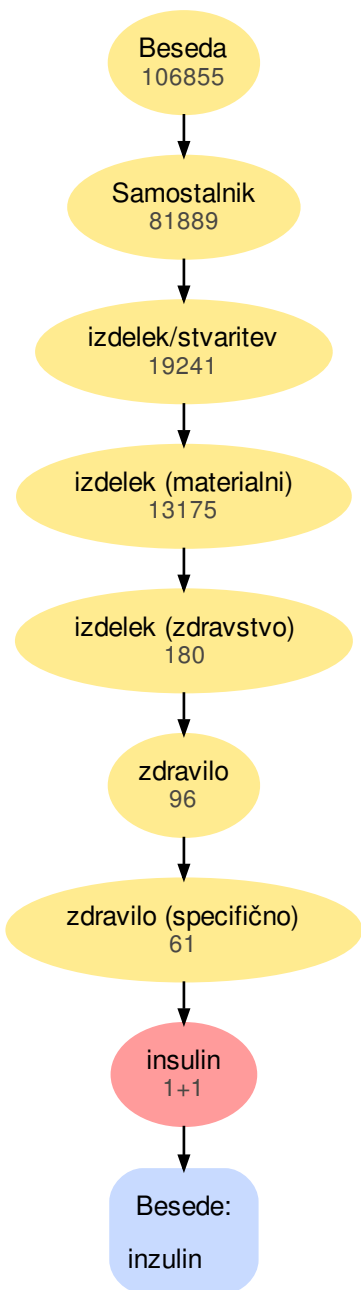 Beseda
106855
Samostalnik
81889
izdelek/stvaritev
19241
izdelek (materialni)
13175
izdelek (zdravstvo)
180
zdravilo
96
zdravilo (specifično)
61
insulin
1+1
Besede:
inzulin